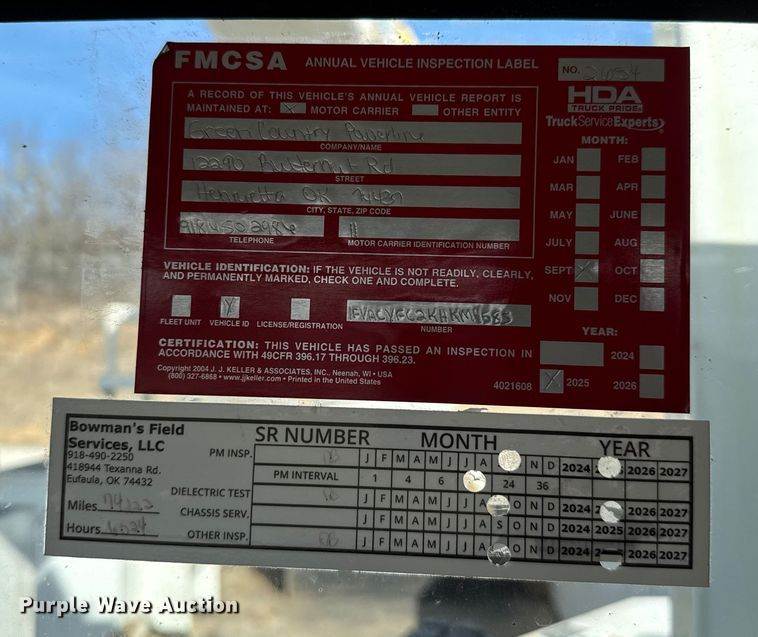 FMCSA ANNUAL VEHICLE INSPECTION LABEL NO.
A RECORD OF THIS VEHICLE'S ANNUAL VEHICLE REPORT IS
MAINTAINED AT: X MOTOR CARRIER OTHER ENTITY
HDA
TRUCK PRIDE
TruckServiceExperts
Green Country Powerline
COMPANY/NAME
12290 Butternut Rd
STREET
Henryetta OK
CITY, STATE, ZIP CODE
TELEPHONE
MOTOR CARRIER IDENTIFICATION NUMBER
VEHICLE IDENTIFICATION: IF THE VEHICLE IS NOT READILY, CLEARLY,
AND PERMANENTLY MARKED, CHECK ONE AND COMPLETE.
FLEET UNIT VEHICLE ID LICENSE/REGISTRATION
NUMBER
CERTIFICATION: THIS VEHICLE HAS PASSED AN INSPECTION IN
ACCORDANCE WITH 49CFR 396.17 THROUGH 396.23.
Copyright 2004 J. J. KELLER & ASSOCIATES, INC., Neenah, WI • USA
(800) 327-6868 • www.jjkeller.com • Printed in the United States
4021608
MONTH:
JAN FEB
MAR APR
MAY JUNE
JULY AUG
SEPT X OCT
NOV DEC
YEAR:
2024
X 2025 2026
Bowman's Field
Services, LLC
918-490-2250
418944 Texanna Rd.
Eufaula, OK 74432
Miles
Hours
SR NUMBER MONTH YEAR
PM INSP. J F M A M J J A N D 2024 2026 2027
PM INTERVAL 1 4 6 24 36
DIELECTRIC TEST J F M A M J J A O N D 2024 2026 2027
CHASSIS SERV. J F M A M J J A S O N D 2024 2025 2026 2027
OTHER INSP. J F M A M J J A O N D 2024 2026 2027
Purple Wave Auction